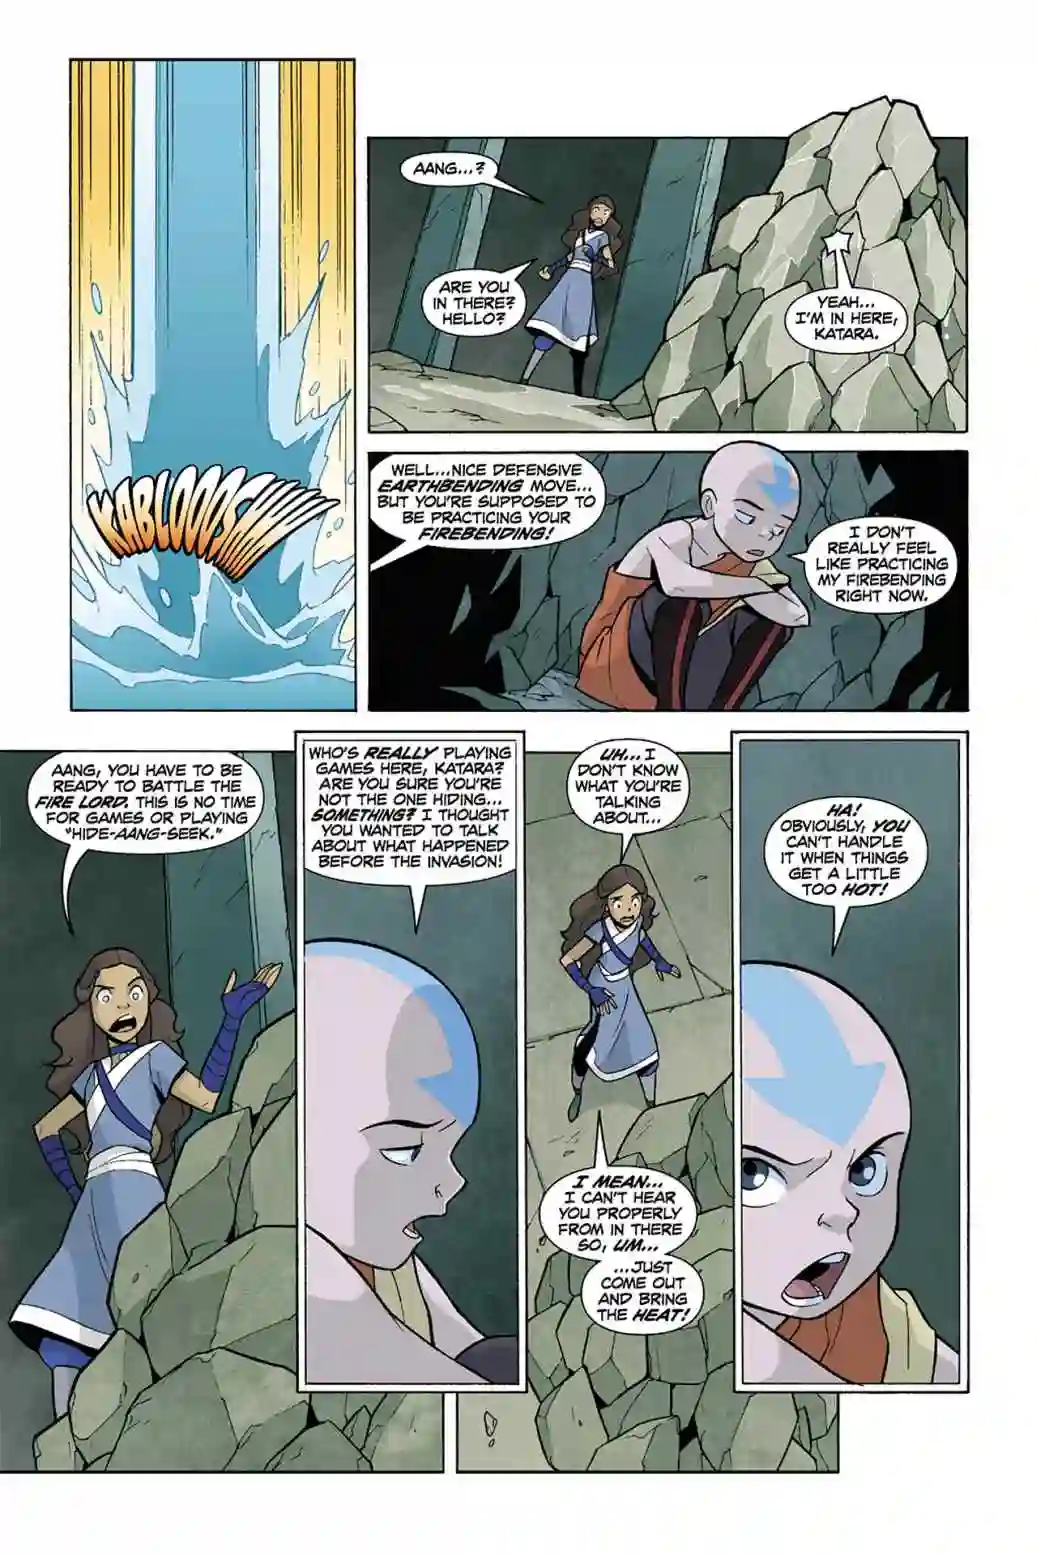 KABLOOOSHHH
AANG...?
ARE YOU
IN THERE?
HELLO?
YEAH...
I'M IN HERE,
KATARA.
WELL...NICE DEFENSIVE
EARTHBENDING MOVE...
BUT YOU'RE SUPPOSED TO
BE PRACTICING YOUR
FIREBENDING!
I DON'T
REALLY FEEL
LIKE PRACTICING
MY FIREBENDING
RIGHT NOW.
AANG, YOU HAVE TO BE
READY TO BATTLE THE
FIRE LORD. THIS IS NO TIME
FOR GAMES OR PLAYING
"HIDE-AANG-SEEK."
WHO'S REALLY PLAYING
GAMES HERE, KATARA?
ARE YOU SURE YOU'RE
NOT THE ONE HIDING...
SOMETHING? I THOUGHT
YOU WANTED TO TALK
ABOUT WHAT HAPPENED
BEFORE THE INVASION!
UH...I
DON'T KNOW
WHAT YOU'RE
TALKING
ABOUT...
I MEAN...
I CAN'T HEAR
YOU PROPERLY
FROM IN THERE
SO, UM...
...JUST
COME OUT
AND BRING
THE HEAT!
HA!
OBVIOUSLY, YOU
CAN'T HANDLE
IT WHEN THINGS
GET A LITTLE
TOO HOT!